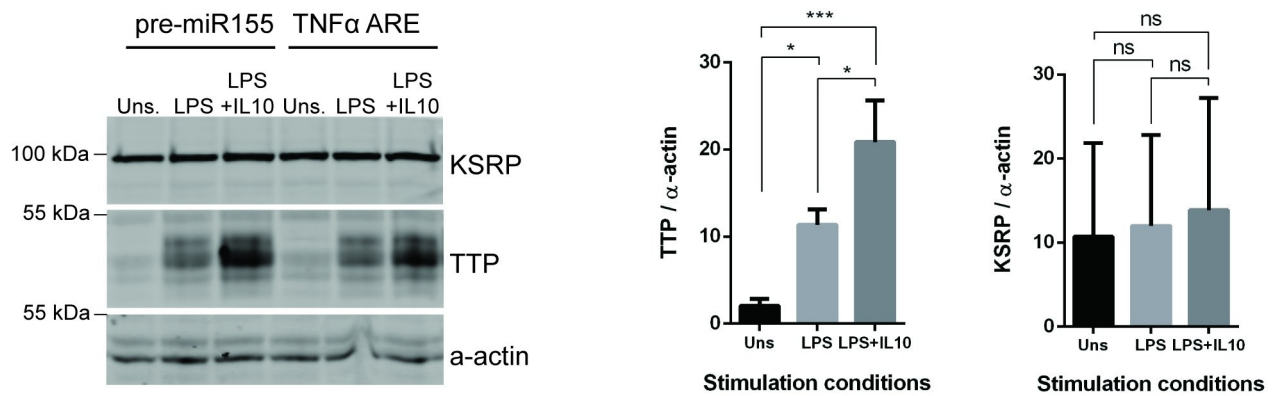 pre-miR155 TNFα ARE
LPS LPS
Uns. LPS +IL10 Uns. LPS +IL10
100 kDa
KSRP
55 kDa
TTP
55 kDa
a-actin
***
*
*
30
20
10
0
TTP / α-actin
Uns LPS LPS+IL10
Stimulation conditions
ns
ns
ns
30
20
10
0
KSRP / α-actin
Uns LPS LPS+IL10
Stimulation conditions